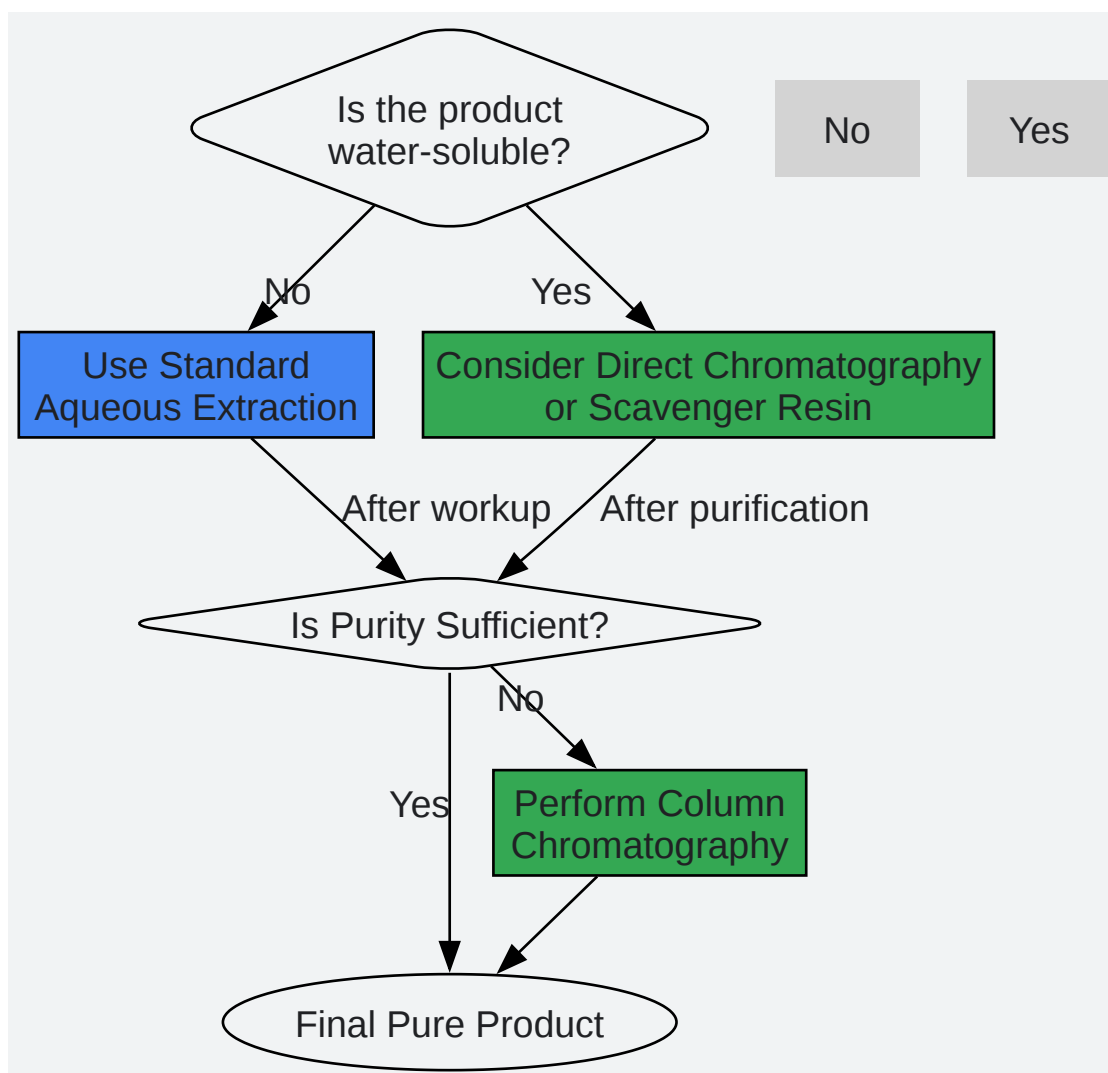 Is the product
water-soluble?
No
Yes
No
Yes
Use Standard
Aqueous Extraction
Consider Direct Chromatography
or Scavenger Resin
After workup
After purification
Is Purity Sufficient?
No
Yes
Perform Column
Chromatography
Final Pure Product